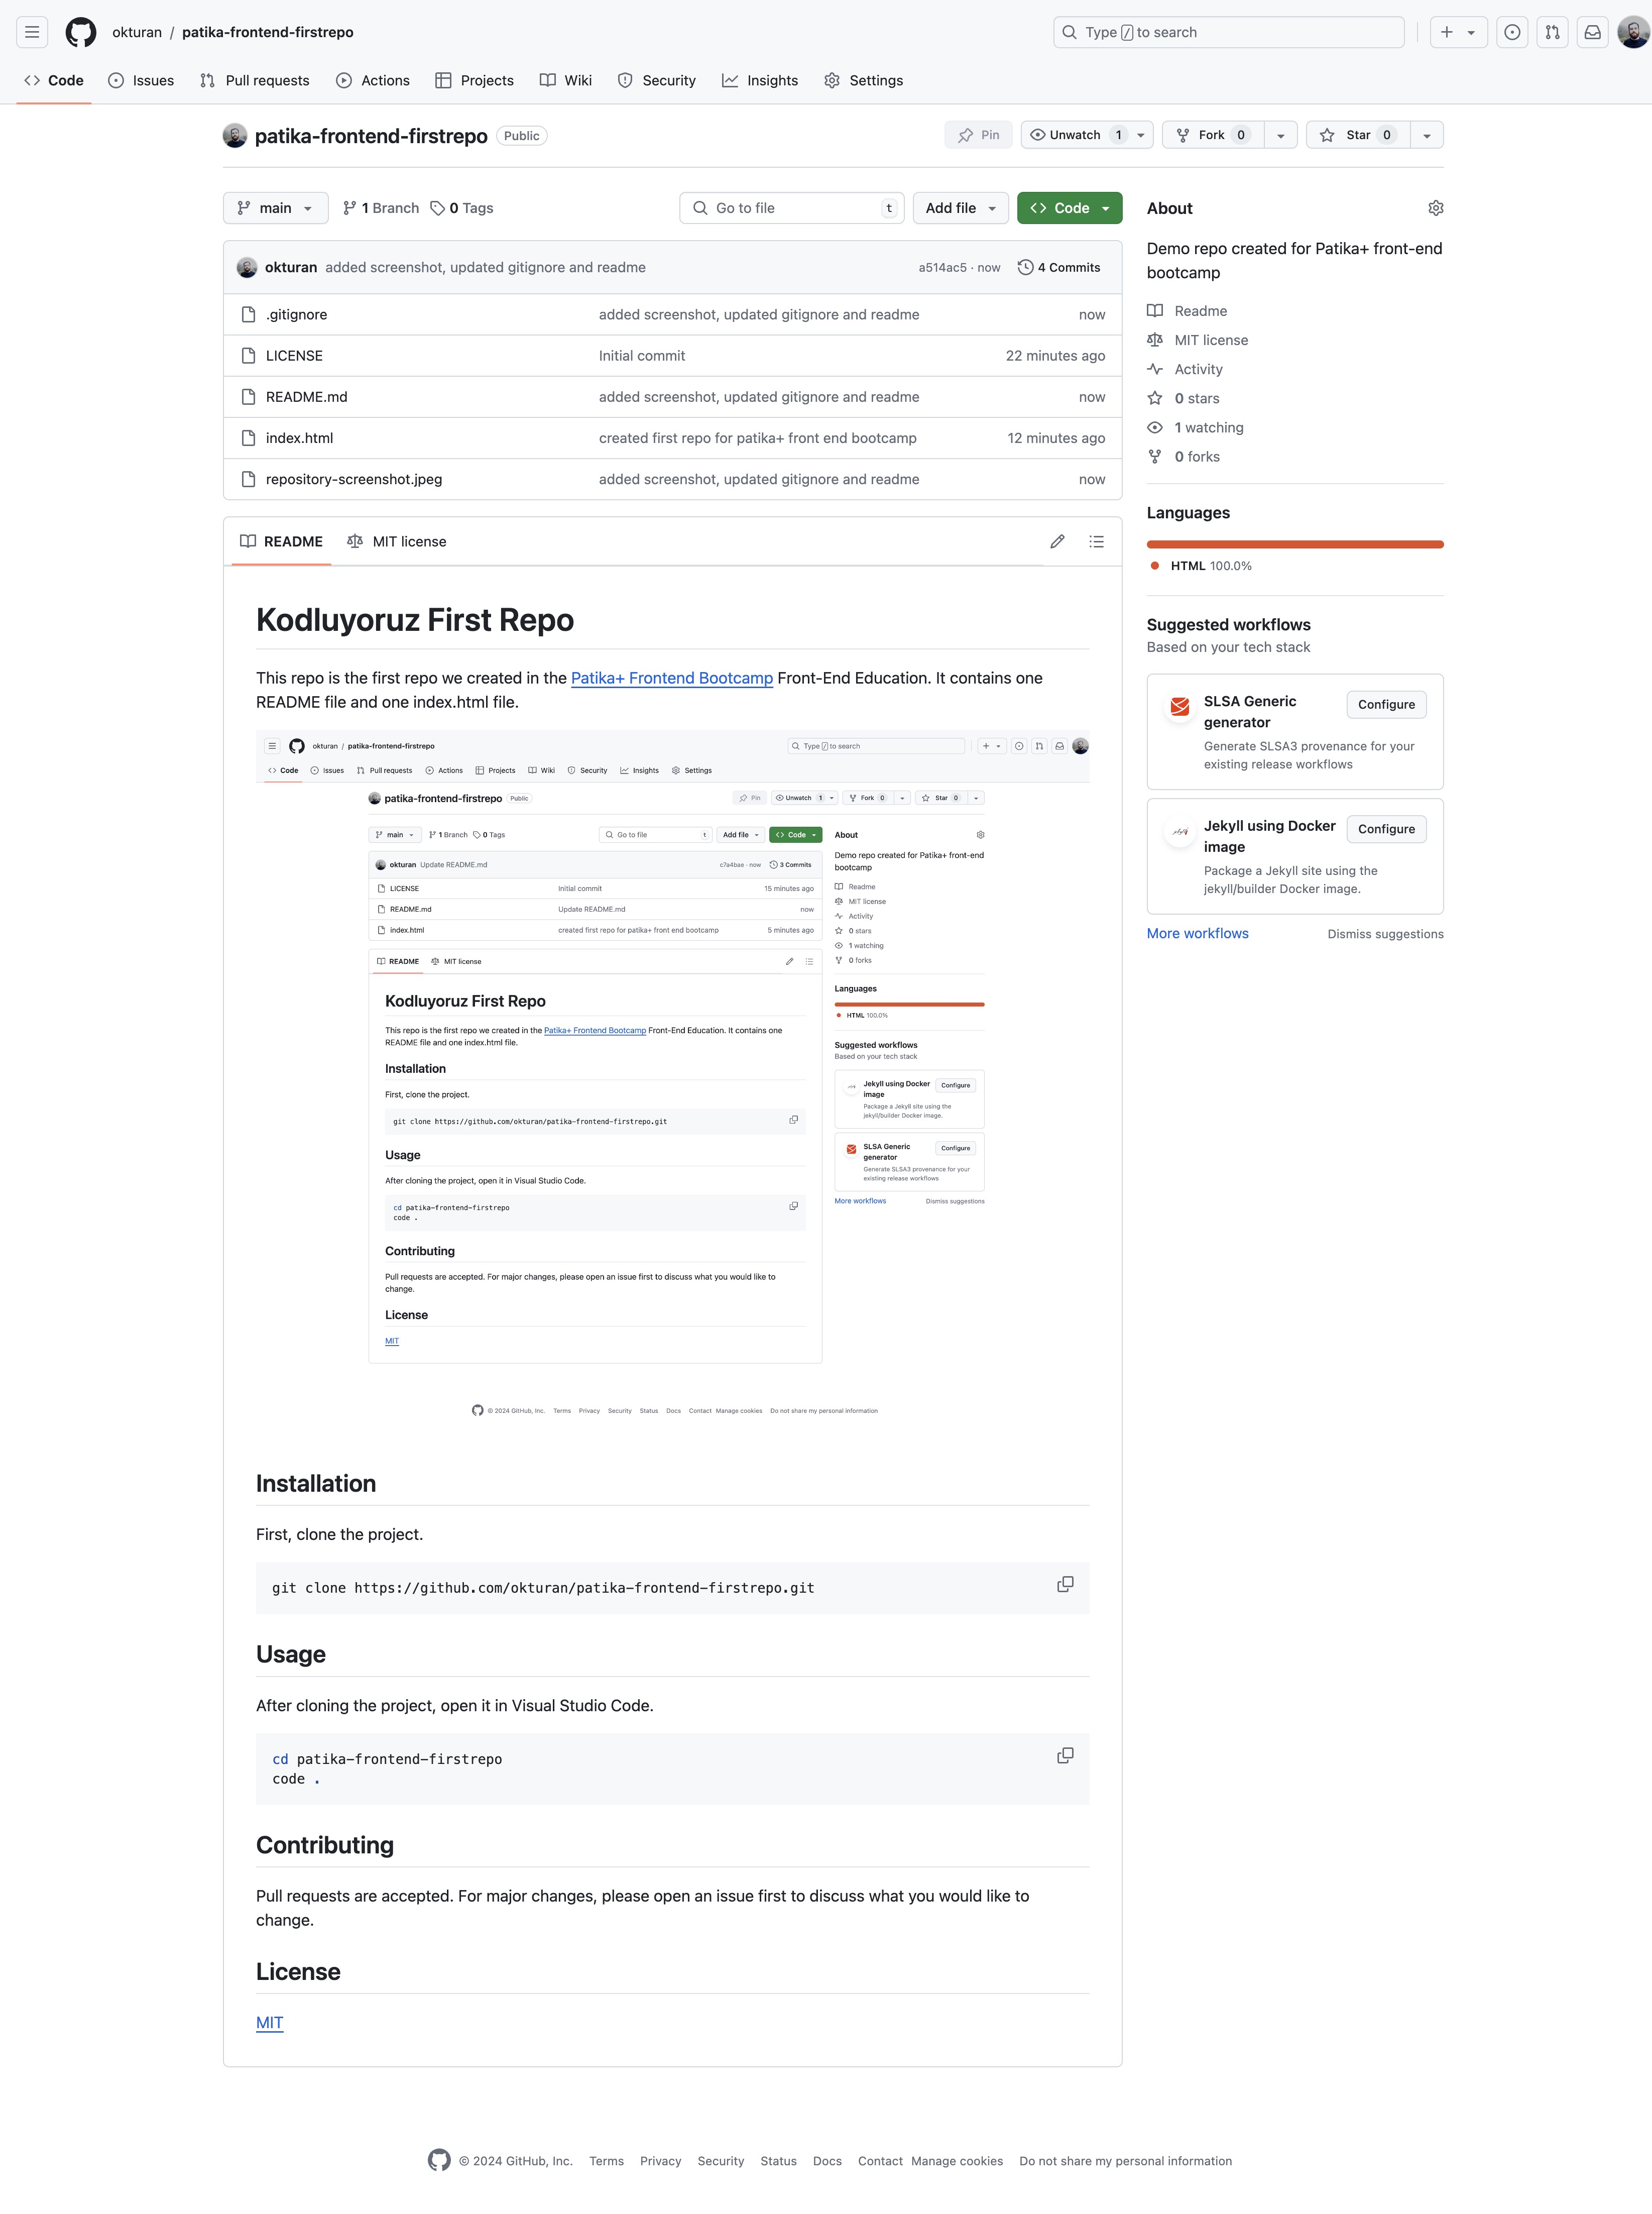 okturan / patika-frontend-firstrepo
Type / to search
Code Issues Pull requests Actions Projects Wiki Security Insights Settings
patika-frontend-firstrepo Public
Pin Unwatch 1 Fork 0 Star 0
main 1 Branch 0 Tags
Go to file t Add file Code
okturan added screenshot, updated gitignore and readme a514ac5 · now 4 Commits
.gitignore added screenshot, updated gitignore and readme now
LICENSE Initial commit 22 minutes ago
README.md added screenshot, updated gitignore and readme now
index.html created first repo for patika+ front end bootcamp 12 minutes ago
repository-screenshot.jpeg added screenshot, updated gitignore and readme now
About
Demo repo created for Patika+ front-end
bootcamp
Readme
MIT license
Activity
0 stars
1 watching
0 forks
Languages
HTML 100.0%
Suggested workflows
Based on your tech stack
SLSA Generic
generator
Configure
Generate SLSA3 provenance for your
existing release workflows
Jekyll using Docker
image
Configure
Package a Jekyll site using the
jekyll/builder Docker image.
More workflows Dismiss suggestions
README MIT license
Kodluyoruz First Repo
This repo is the first repo we created in the Patika+ Frontend Bootcamp Front-End Education. It contains one
README file and one index.html file.
okturan / patika-frontend-firstrepo
Type / to search
Code Issues Pull requests Actions Projects Wiki Security Insights Settings
patika-frontend-firstrepo Public
Pin Unwatch 1 Fork 0 Star 0
main 1 Branch 0 Tags
Go to file t Add file Code
okturan Update README.md c7a4bae · now 3 Commits
LICENSE Initial commit 15 minutes ago
README.md Update README.md now
index.html created first repo for patika+ front end bootcamp 5 minutes ago
About
Demo repo created for Patika+ front-end
bootcamp
Readme
MIT license
Activity
0 stars
1 watching
0 forks
Languages
HTML 100.0%
Suggested workflows
Based on your tech stack
Jekyll using Docker
image
Configure
Package a Jekyll site using the
jekyll/builder Docker image.
SLSA Generic
generator
Configure
Generate SLSA3 provenance for your
existing release workflows
More workflows Dismiss suggestions
README MIT license
Kodluyoruz First Repo
This repo is the first repo we created in the Patika+ Frontend Bootcamp Front-End Education. It contains one
README file and one index.html file.
Installation
First, clone the project.
git clone https://github.com/okturan/patika-frontend-firstrepo.git
Usage
After cloning the project, open it in Visual Studio Code.
cd patika-frontend-firstrepo
code .
Contributing
Pull requests are accepted. For major changes, please open an issue first to discuss what you would like to
change.
License
MIT
© 2024 GitHub, Inc. Terms Privacy Security Status Docs Contact Manage cookies Do not share my personal information
Installation
First, clone the project.
git clone https://github.com/okturan/patika-frontend-firstrepo.git
Usage
After cloning the project, open it in Visual Studio Code.
cd patika-frontend-firstrepo
code .
Contributing
Pull requests are accepted. For major changes, please open an issue first to discuss what you would like to
change.
License
MIT
© 2024 GitHub, Inc. Terms Privacy Security Status Docs Contact Manage cookies Do not share my personal information